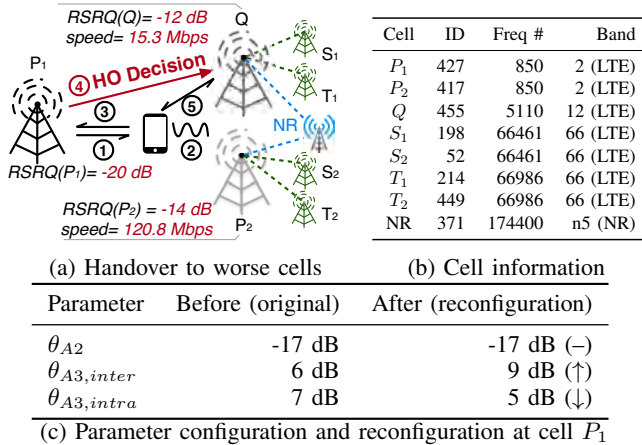 RSRQ(Q)= -12 dB
speed= 15.3 Mbps
Q
P1
④ HO Decision
S1
T1
③
⑤
①
②
NR
RSRQ(P1)= -20 dB
S2
T2
RSRQ(P2)= -14 dB
speed= 120.8 Mbps
P2
(a) Handover to worse cells
Cell ID Freq # Band
P1 427 850 2 (LTE)
P2 417 850 2 (LTE)
Q 455 5110 12 (LTE)
S1 198 66461 66 (LTE)
S2 52 66461 66 (LTE)
T1 214 66986 66 (LTE)
T2 449 66986 66 (LTE)
NR 371 174400 n5 (NR)
(b) Cell information
Parameter Before (original) After (reconfiguration)
θA2 -17 dB -17 dB (–)
θA3,inter 6 dB 9 dB (↑)
θA3,intra 7 dB 5 dB (↓)
(c) Parameter configuration and reconfiguration at cell P1